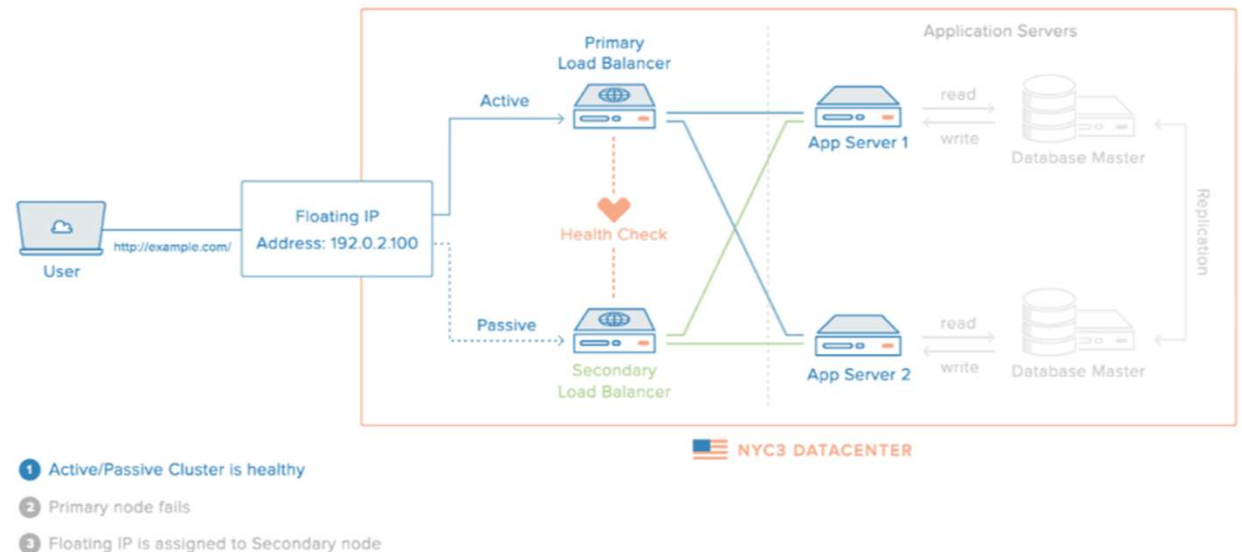 Application Servers
Primary
Load Balancer
Active
read
write
App Server 1
Database Master
Floating IP
Address: 192.0.2.100
http://example.com/
User
Health Check
Replication
Passive
read
write
Secondary
Load Balancer
App Server 2
Database Master
NYC3 DATACENTER
1 Active/Passive Cluster is healthy
2 Primary node fails
3 Floating IP is assigned to Secondary node